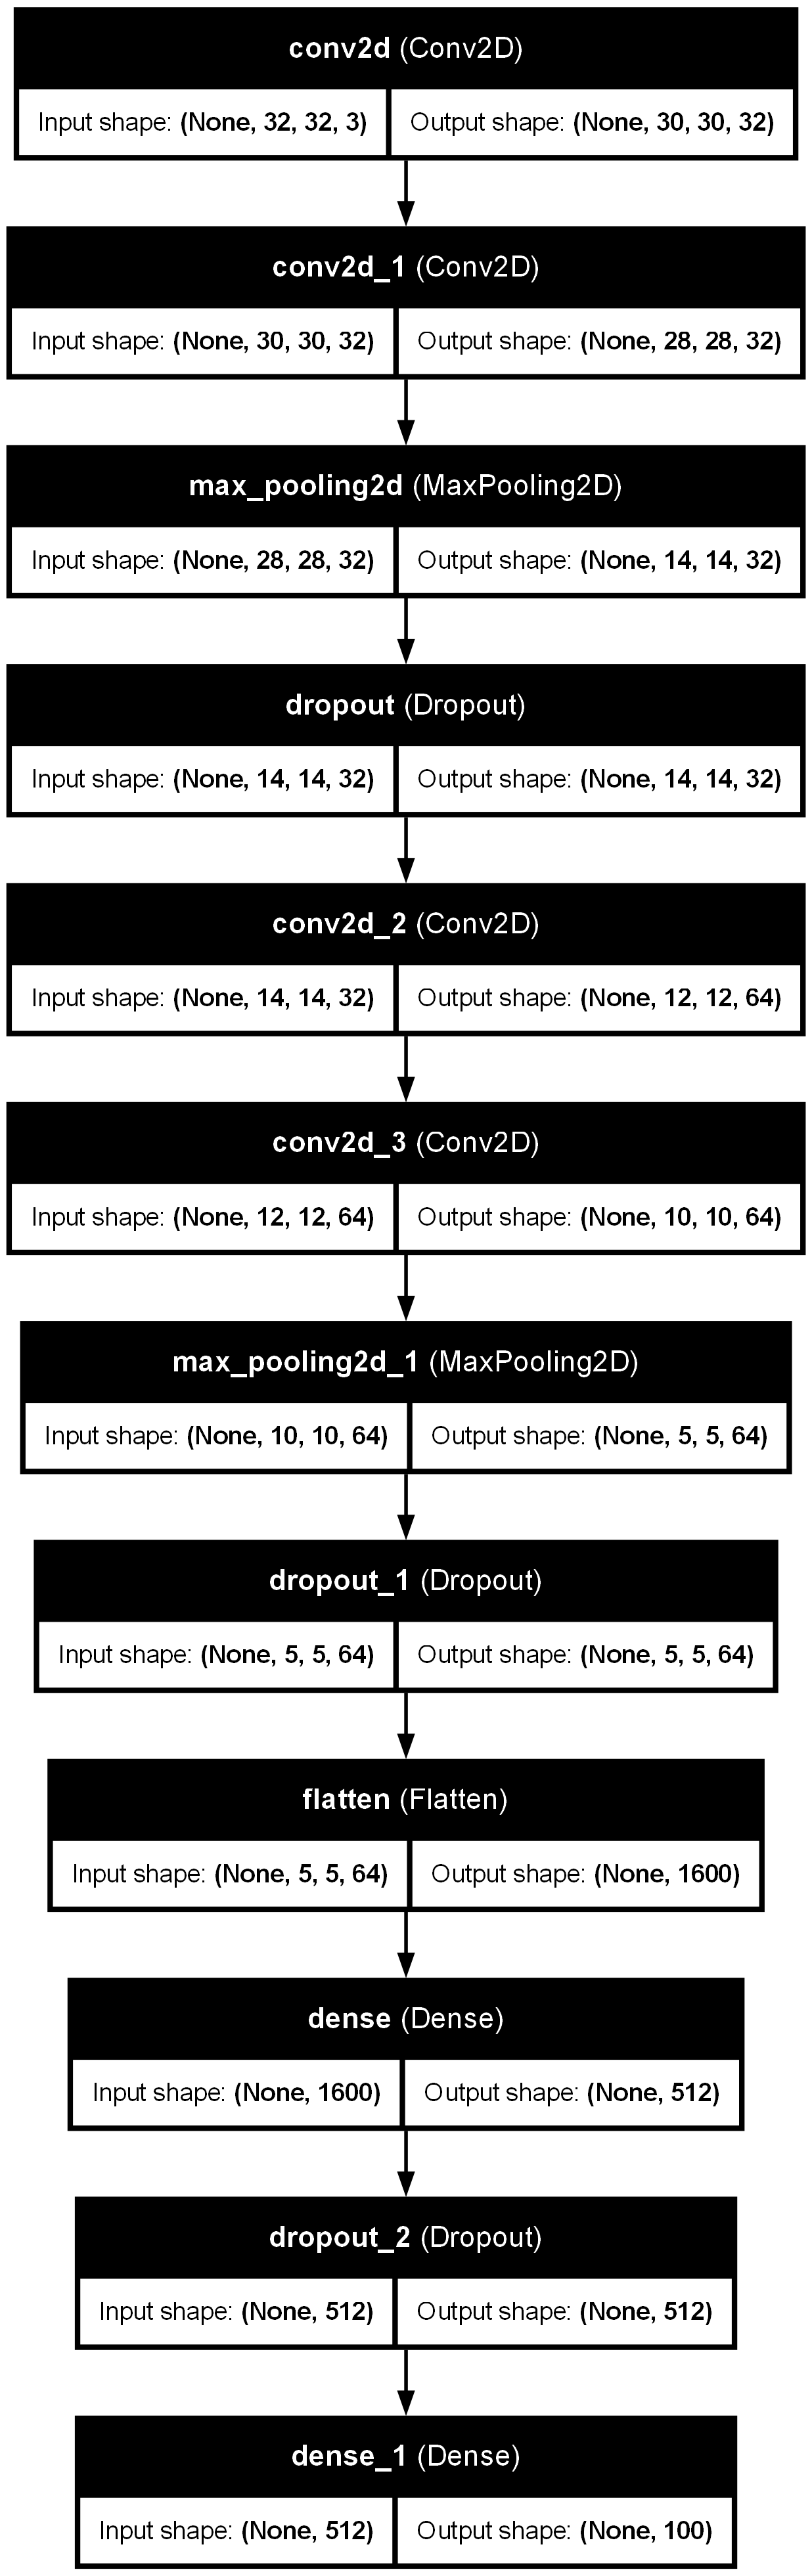 conv2d (Conv2D)
Input shape: (None, 32, 32, 3) Output shape: (None, 30, 30, 32)
conv2d_1 (Conv2D)
Input shape: (None, 30, 30, 32) Output shape: (None, 28, 28, 32)
max_pooling2d (MaxPooling2D)
Input shape: (None, 28, 28, 32) Output shape: (None, 14, 14, 32)
dropout (Dropout)
Input shape: (None, 14, 14, 32) Output shape: (None, 14, 14, 32)
conv2d_2 (Conv2D)
Input shape: (None, 14, 14, 32) Output shape: (None, 12, 12, 64)
conv2d_3 (Conv2D)
Input shape: (None, 12, 12, 64) Output shape: (None, 10, 10, 64)
max_pooling2d_1 (MaxPooling2D)
Input shape: (None, 10, 10, 64) Output shape: (None, 5, 5, 64)
dropout_1 (Dropout)
Input shape: (None, 5, 5, 64) Output shape: (None, 5, 5, 64)
flatten (Flatten)
Input shape: (None, 5, 5, 64) Output shape: (None, 1600)
dense (Dense)
Input shape: (None, 1600) Output shape: (None, 512)
dropout_2 (Dropout)
Input shape: (None, 512) Output shape: (None, 512)
dense_1 (Dense)
Input shape: (None, 512) Output shape: (None, 100)